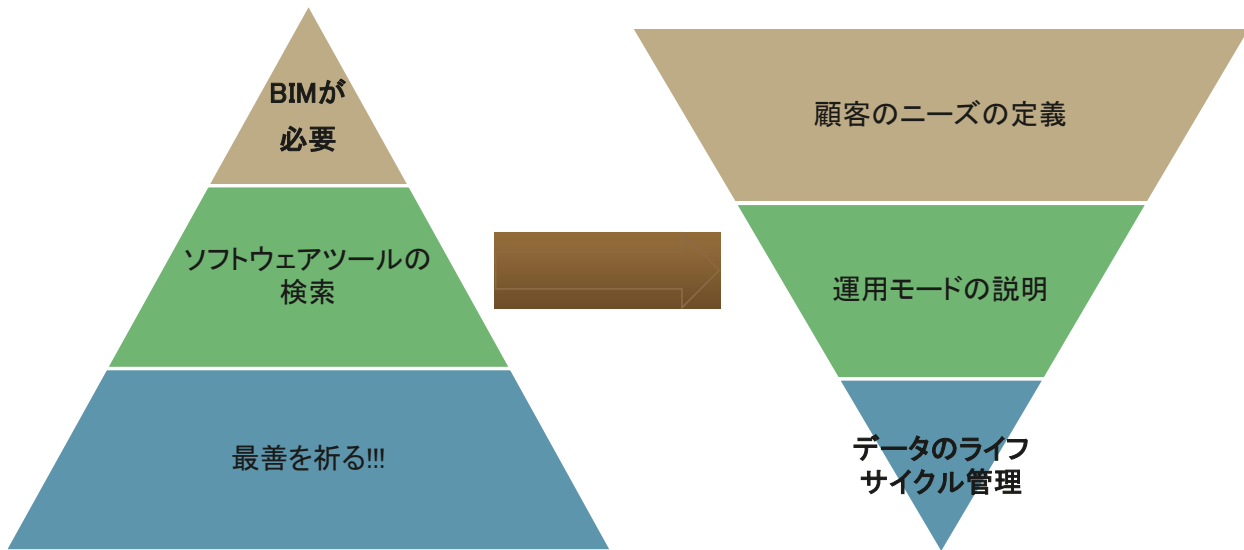 BIMが
必要
ソフトウェアツールの
検索
最善を祈る!!!
顧客のニーズの定義
運用モードの説明
データのライフ
サイクル管理